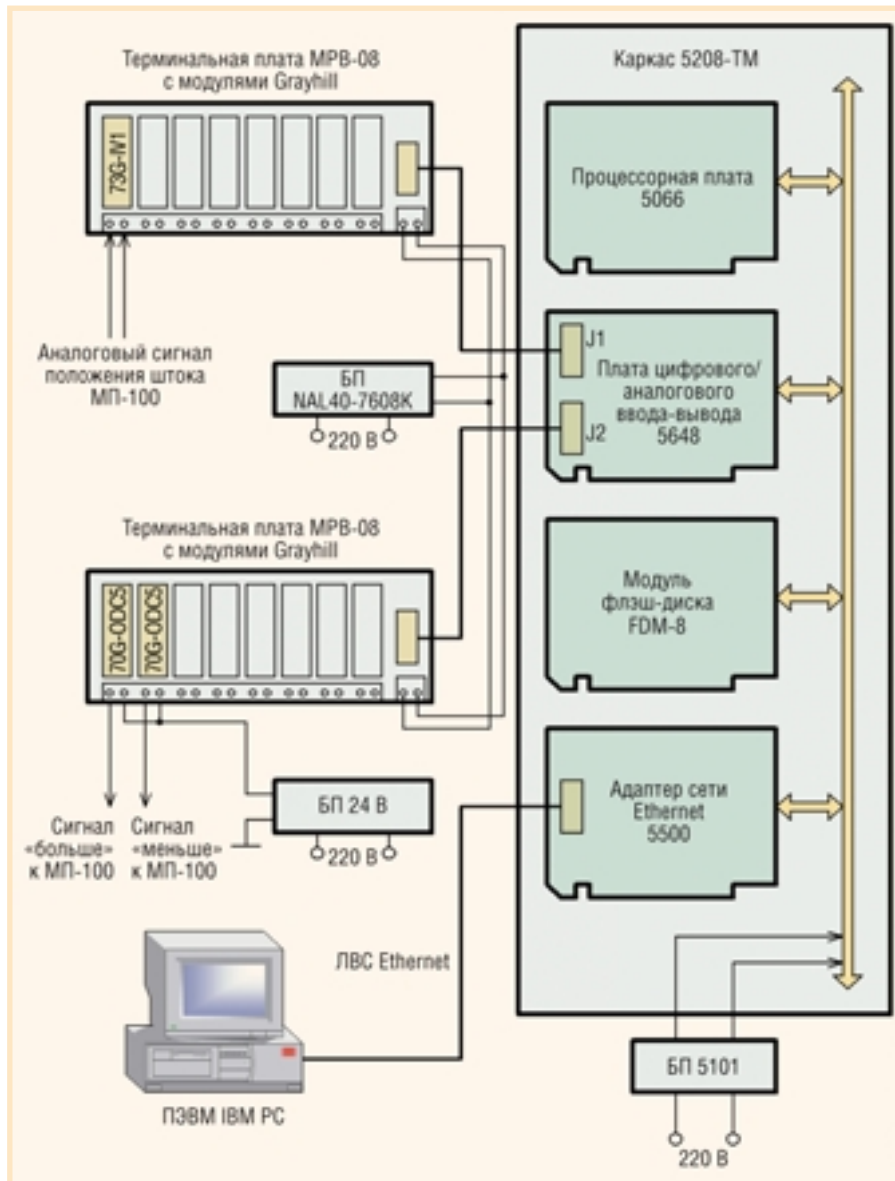 Терминальная плата МРВ-08
с модулями Grayhill
73G-IV1
Аналоговый сигнал
положения штока
МП-100
БП
NAL40-7608K
220 В
Терминальная плата МРВ-08
с модулями Grayhill
70G-ODC5
70G-ODC5
Сигнал
«больше»
к МП-100
Сигнал
«меньше»
к МП-100
БП 24 В
220 В
ЛВС Ethernet
ПЭВМ IBM PC
Каркас 5208-TM
Процессорная плата
5066
J1
Плата цифрового/
аналогового
ввода-вывода
5648
J2
Модуль
флэш-диска
FDM-8
Адаптер сети
Ethernet
5500
БП 5101
220 В